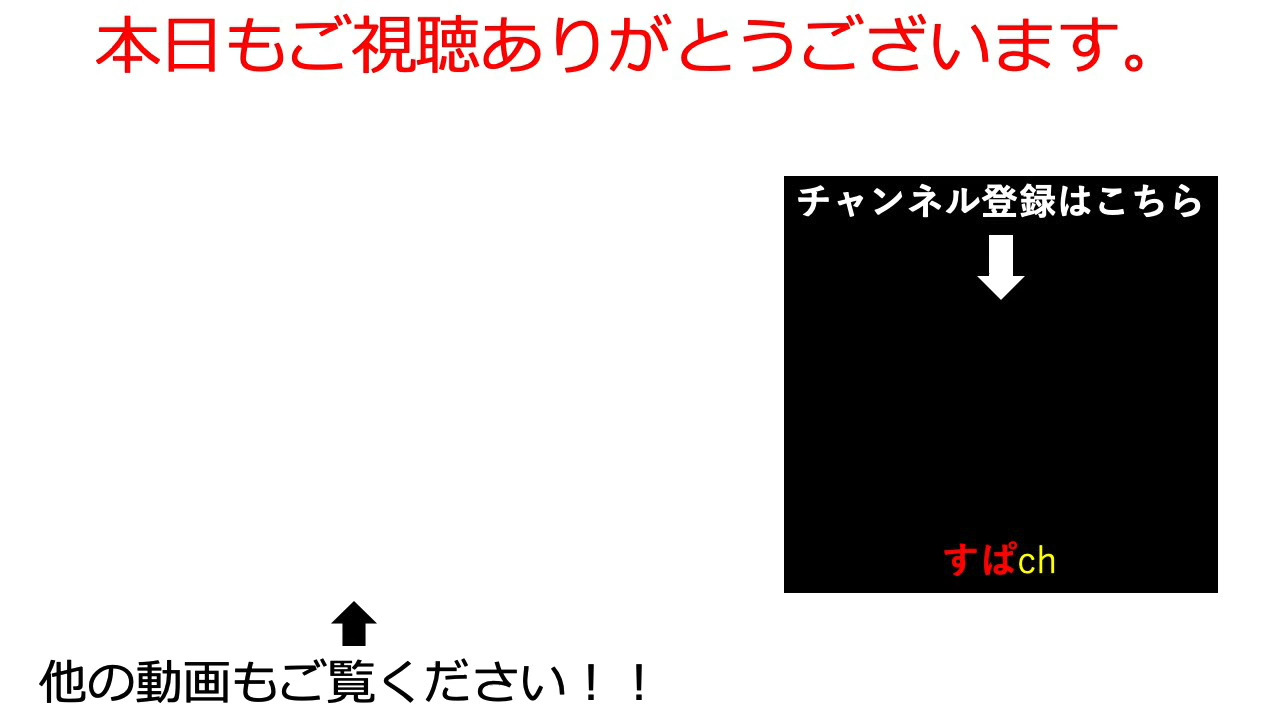 本日もご視聴ありがとうございます。
チャンネル登録はこちら
すぱch
他の動画もご覧ください！！